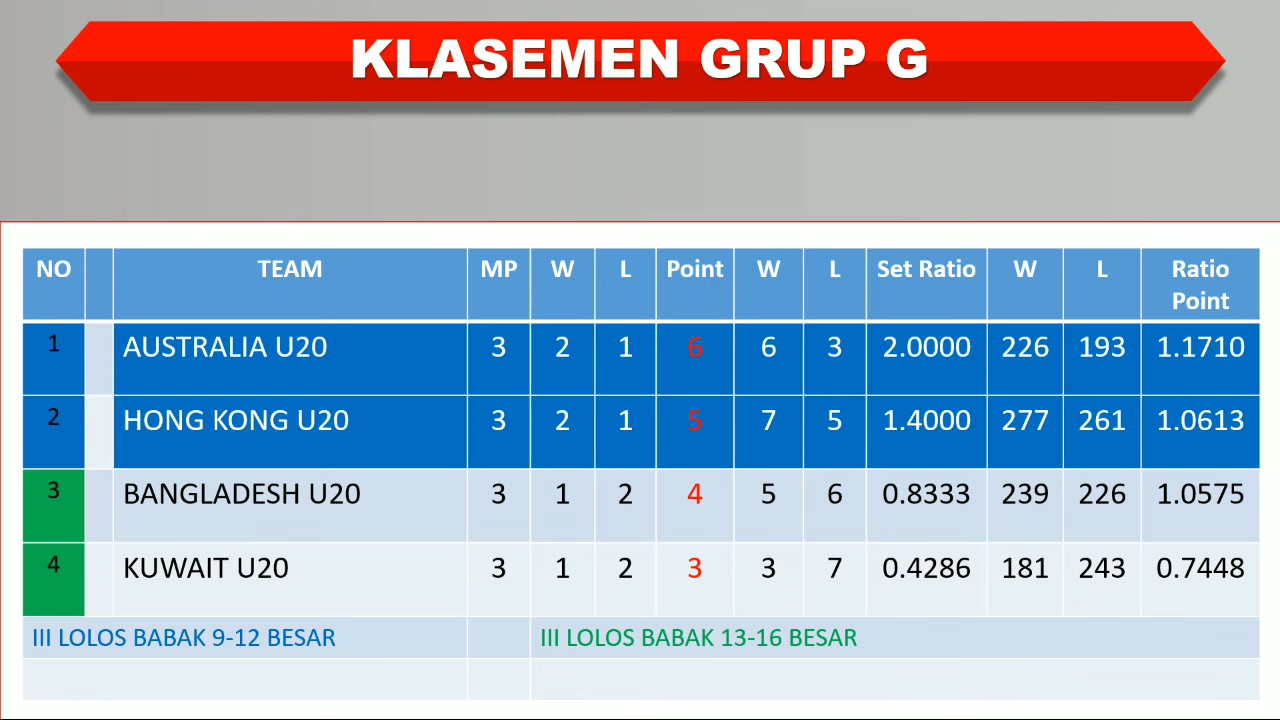 KLASEMEN GRUP G
NO TEAM MP W L Point W L Set Ratio W L Ratio Point
1 AUSTRALIA U20 3 2 1 6 6 3 2.0000 226 193 1.1710
2 HONG KONG U20 3 2 1 5 7 5 1.4000 277 261 1.0613
3 BANGLADESH U20 3 1 2 4 5 6 0.8333 239 226 1.0575
4 KUWAIT U20 3 1 2 3 3 7 0.4286 181 243 0.7448
III LOLOS BABAK 9-12 BESAR III LOLOS BABAK 13-16 BESAR